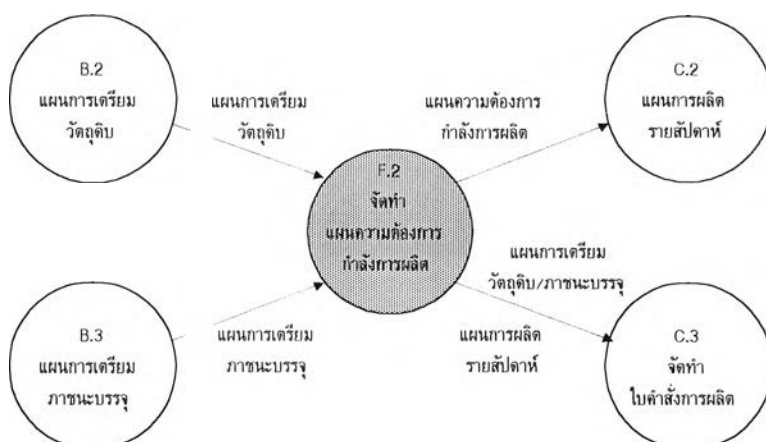 B.2
แผนการเตรียม
วัตถุดิบ
แผนการเตรียม
วัตถุดิบ
แผนความต้องการ
กำลังการผลิต
C.2
แผนการผลิต
รายสัปดาห์
F.2
จัดทำ
แผนความต้องการ
กำลังการผลิต
B.3
แผนการเตรียม
ภาชนะบรรจุ
แผนการเตรียม
ภาชนะบรรจุ
แผนการเตรียม
วัตถุดิบ/ภาชนะบรรจุ
แผนการผลิต
รายสัปดาห์
C.3
จัดทำ
ใบคำสั่งการผลิต